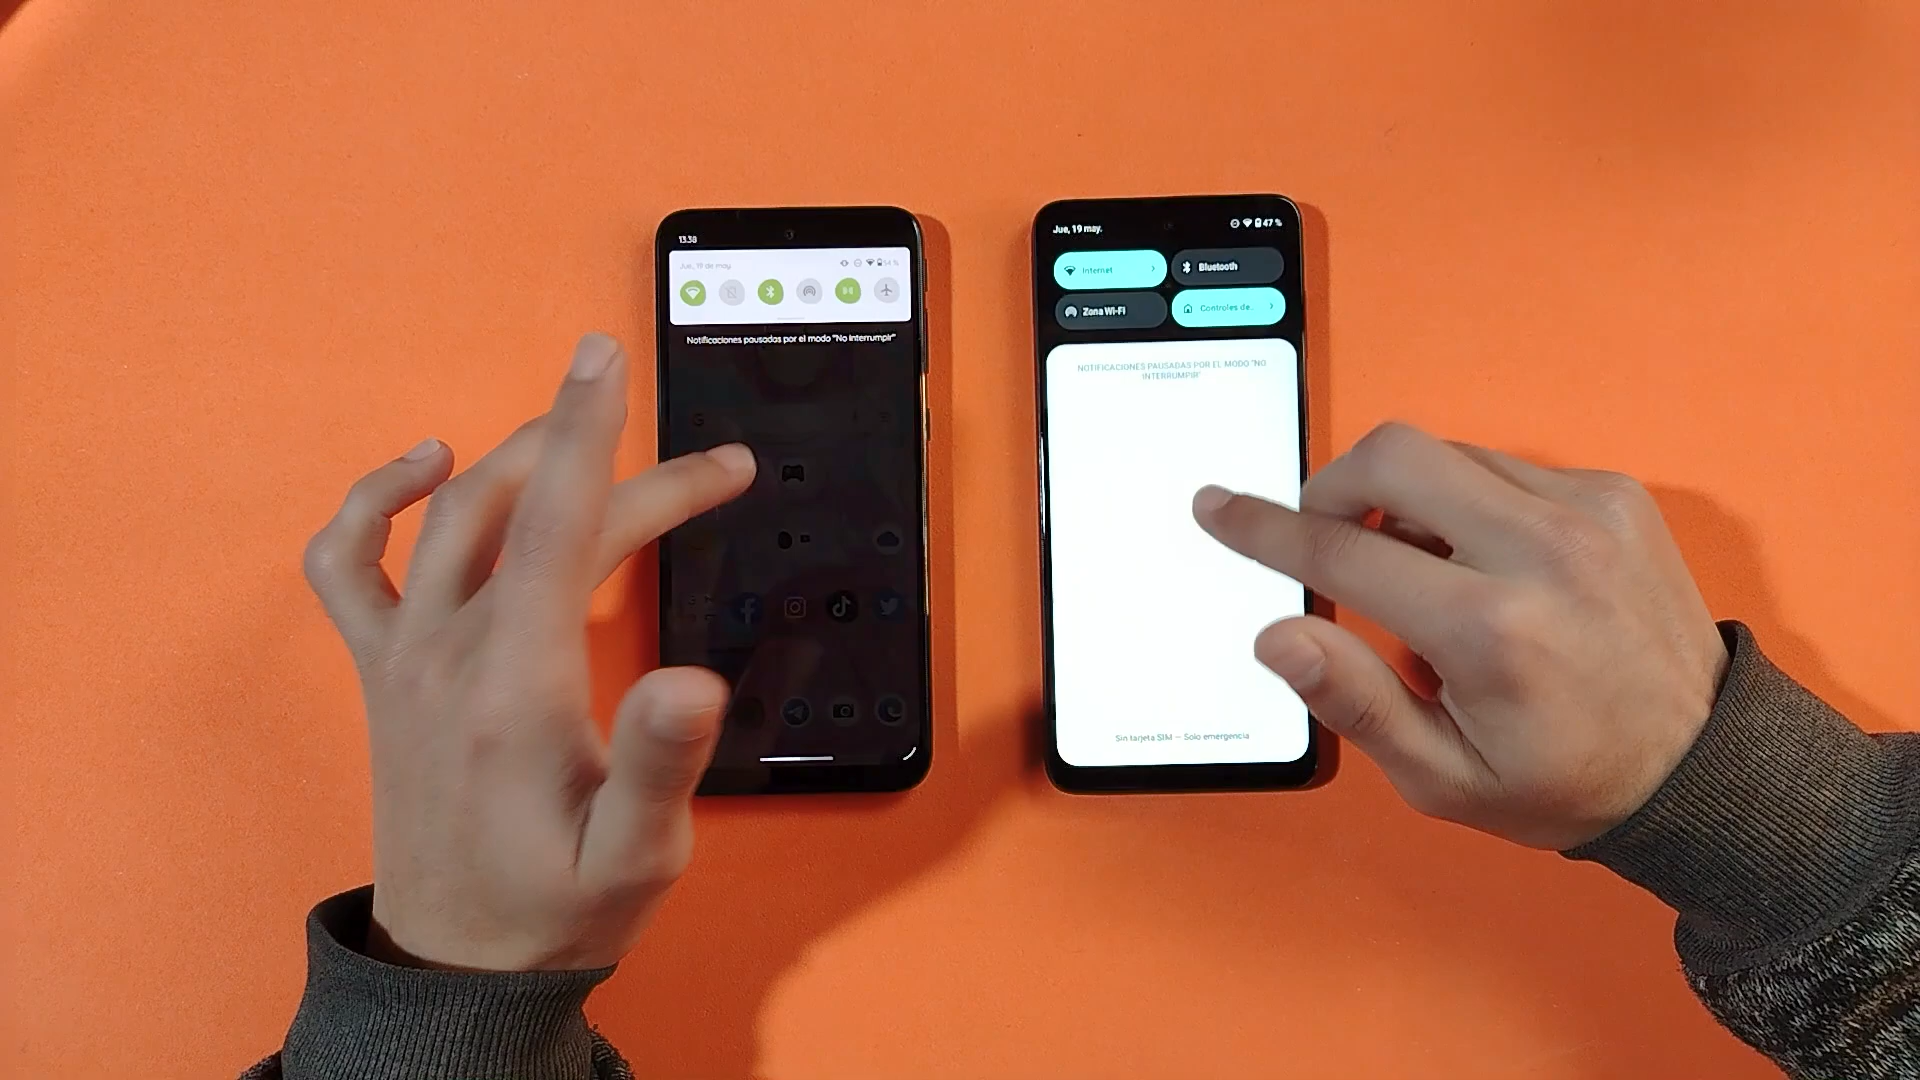 13:38
Jue., 19 de may.
54 %
Notificaciones pausadas por el modo "No interrumpir"
G
Jue, 19 may.
47 %
Internet
Bluetooth
Zona Wi-Fi
Controles de...
NOTIFICACIONES PAUSADAS POR EL MODO "NO
INTERRUMPIR"
Sin tarjeta SIM — Solo emergencia